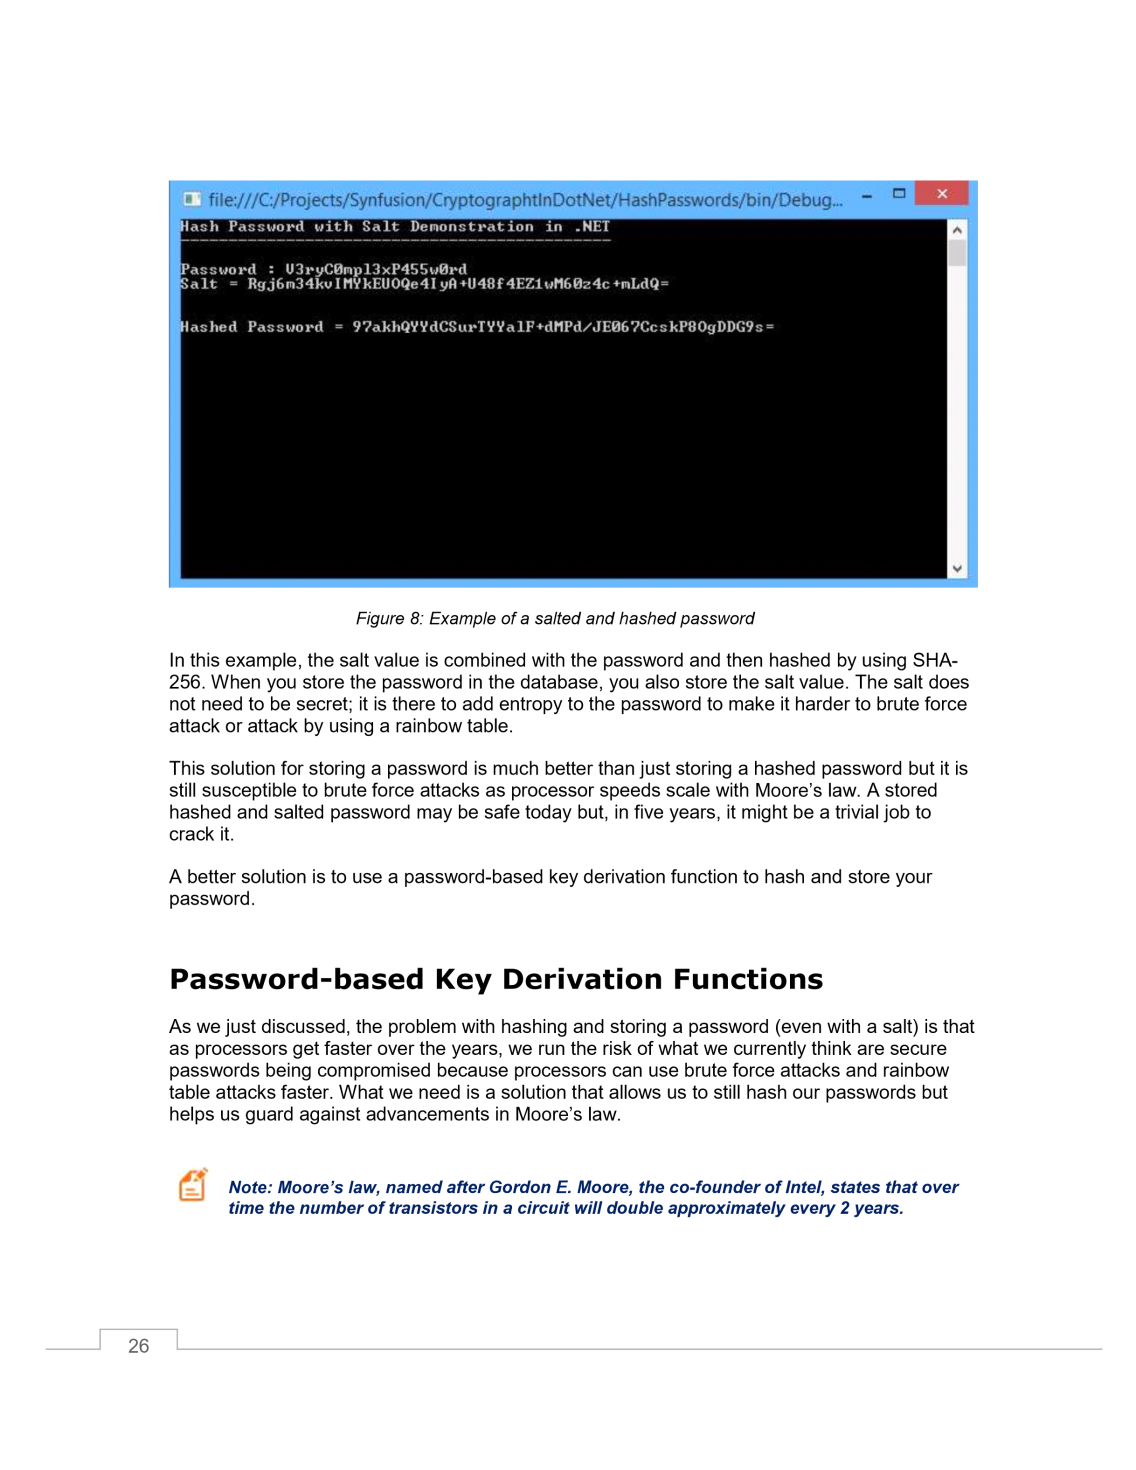 file:///C:/Projects/Synfusion/CryptographtInDotNet/HashPasswords/bin/Debug...
Hash Password with Salt Demonstration in .NET
---------------------------------------------
Password : V3ryC0mpl3xP455w0rd
Salt = Rgj6m34kvIMYkEUOQe4IyA+U48f4EZ1wM60z4c+mLdQ=
Hashed Password = 97akhQYYdCSurTYYalF+dMPd/JE067CcskP8OgDDG9s=
Figure 8: Example of a salted and hashed password
In this example, the salt value is combined with the password and then hashed by using SHA-
256. When you store the password in the database, you also store the salt value. The salt does
not need to be secret; it is there to add entropy to the password to make it harder to brute force
attack or attack by using a rainbow table.
This solution for storing a password is much better than just storing a hashed password but it is
still susceptible to brute force attacks as processor speeds scale with Moore’s law. A stored
hashed and salted password may be safe today but, in five years, it might be a trivial job to
crack it.
A better solution is to use a password-based key derivation function to hash and store your
password.
Password-based Key Derivation Functions
As we just discussed, the problem with hashing and storing a password (even with a salt) is that
as processors get faster over the years, we run the risk of what we currently think are secure
passwords being compromised because processors can use brute force attacks and rainbow
table attacks faster. What we need is a solution that allows us to still hash our passwords but
helps us guard against advancements in Moore’s law.
Note: Moore’s law, named after Gordon E. Moore, the co-founder of Intel, states that over
time the number of transistors in a circuit will double approximately every 2 years.
26